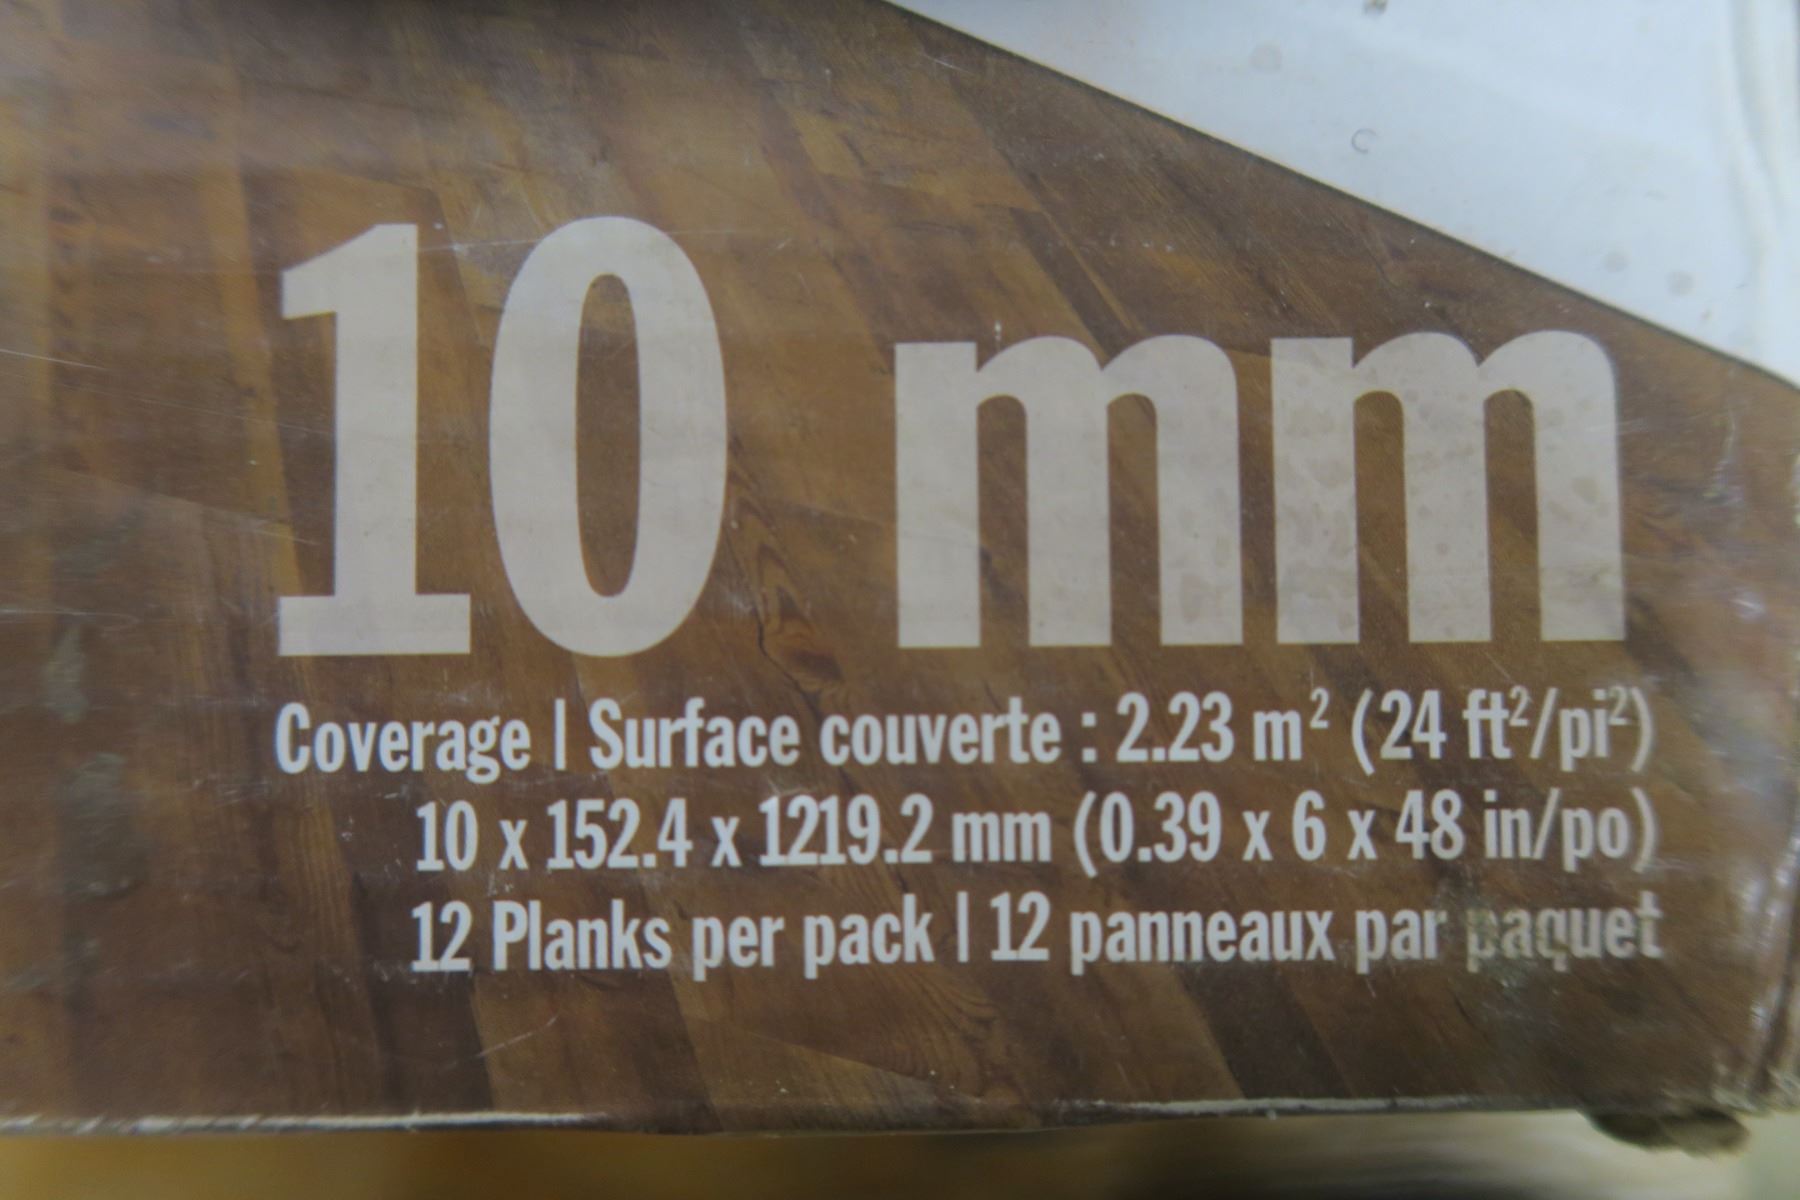 10 mm
Coverage | Surface couverte : 2.23 m² (24 ft²/pi²)
10 x 152.4 x 1219.2 mm (0.39 x 6 x 48 in/po)
12 Planks per pack | 12 panneaux par paquet